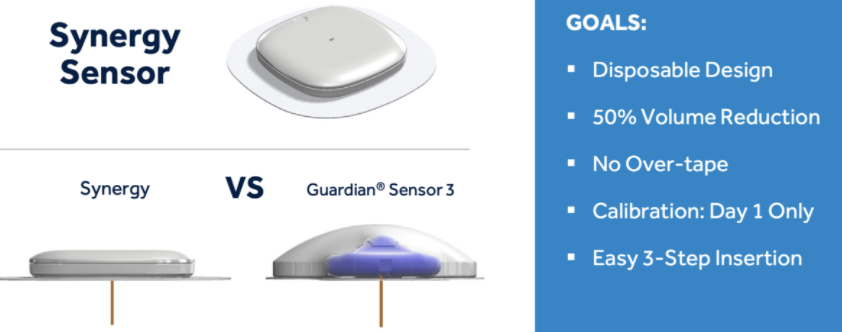 Synergy
Sensor
Synergy
VS
Guardian® Sensor 3
GOALS:
▪ Disposable Design
▪ 50% Volume Reduction
▪ No Over-tape
▪ Calibration: Day 1 Only
▪ Easy 3-Step Insertion